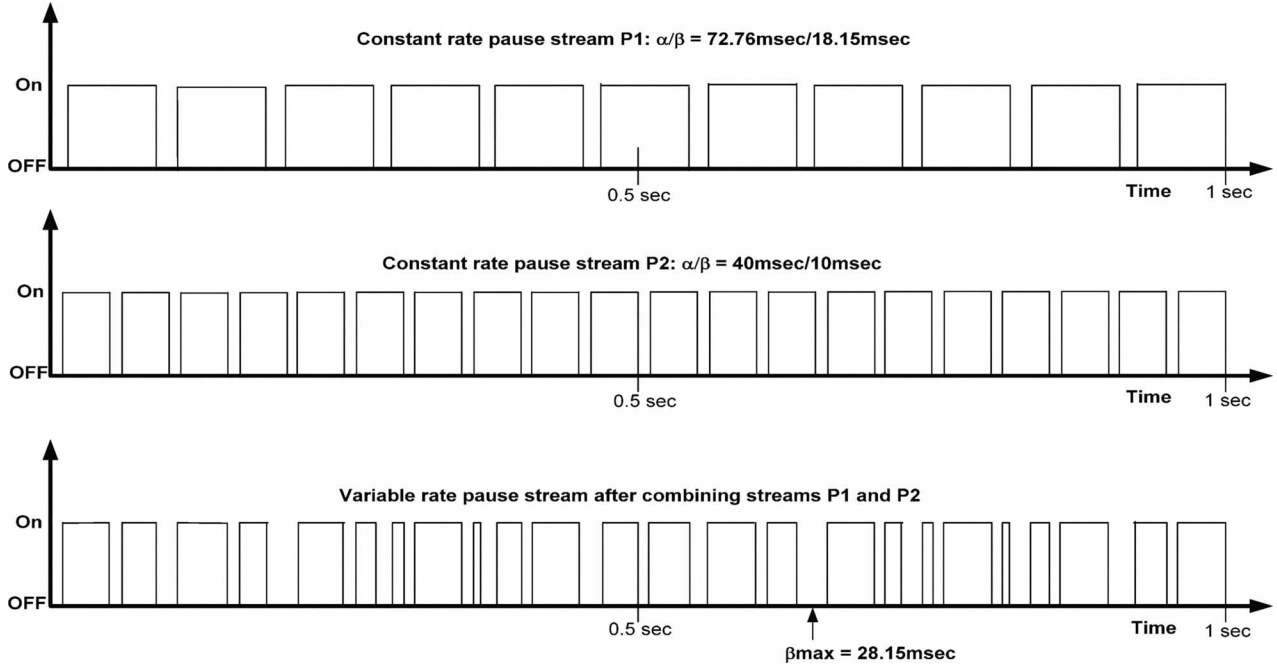 Constant rate pause stream P1: α/β = 72.76msec/18.15msec
On
OFF
0.5 sec
Time
1 sec
Constant rate pause stream P2: α/β = 40msec/10msec
On
OFF
0.5 sec
Time
1 sec
Variable rate pause stream after combining streams P1 and P2
On
OFF
0.5 sec
Time
1 sec
βmax = 28.15msec